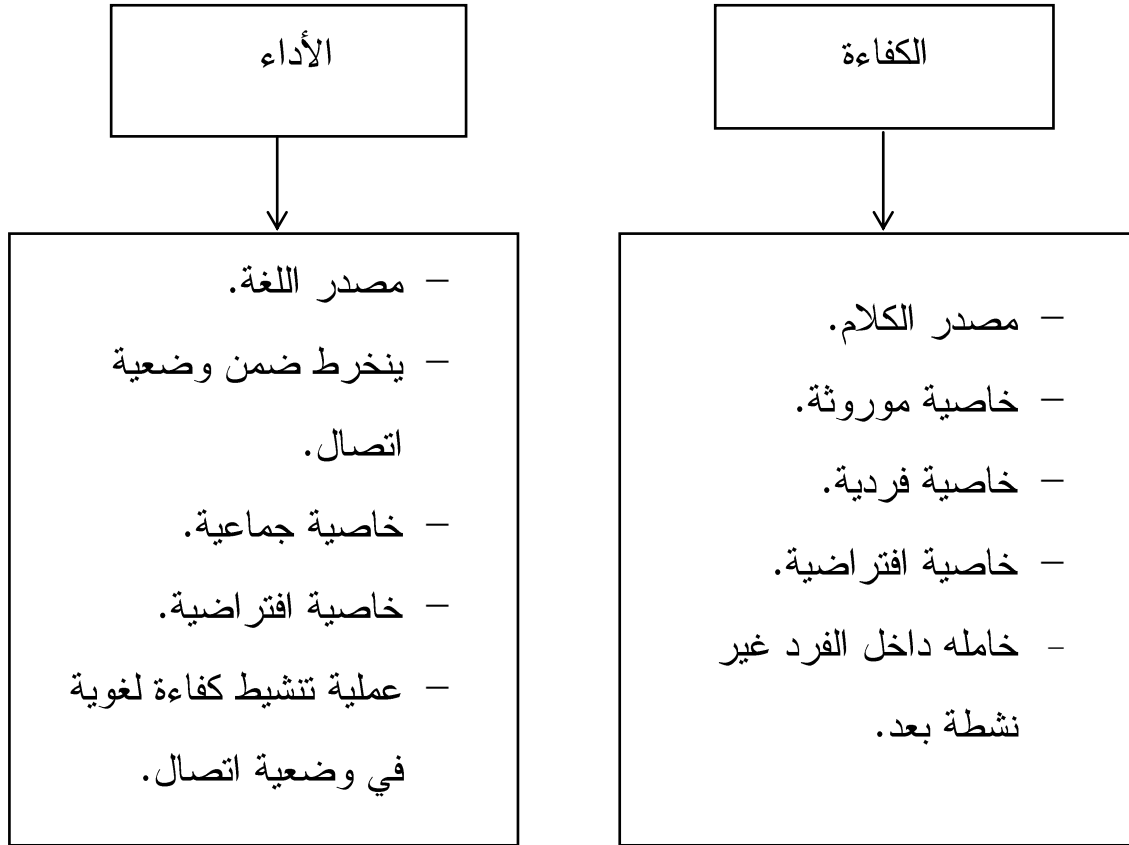 الكفاءة
– مصدر الكلام.
– خاصية موروثة.
– خاصية فردية.
– خاصية افتراضية.
- خامله داخل الفرد غير
نشطة بعد.
الأداء
– مصدر اللغة.
– ينخرط ضمن وضعية
اتصال.
– خاصية جماعية.
– خاصية افتراضية.
– عملية تنشيط كفاءة لغوية
في وضعية اتصال.